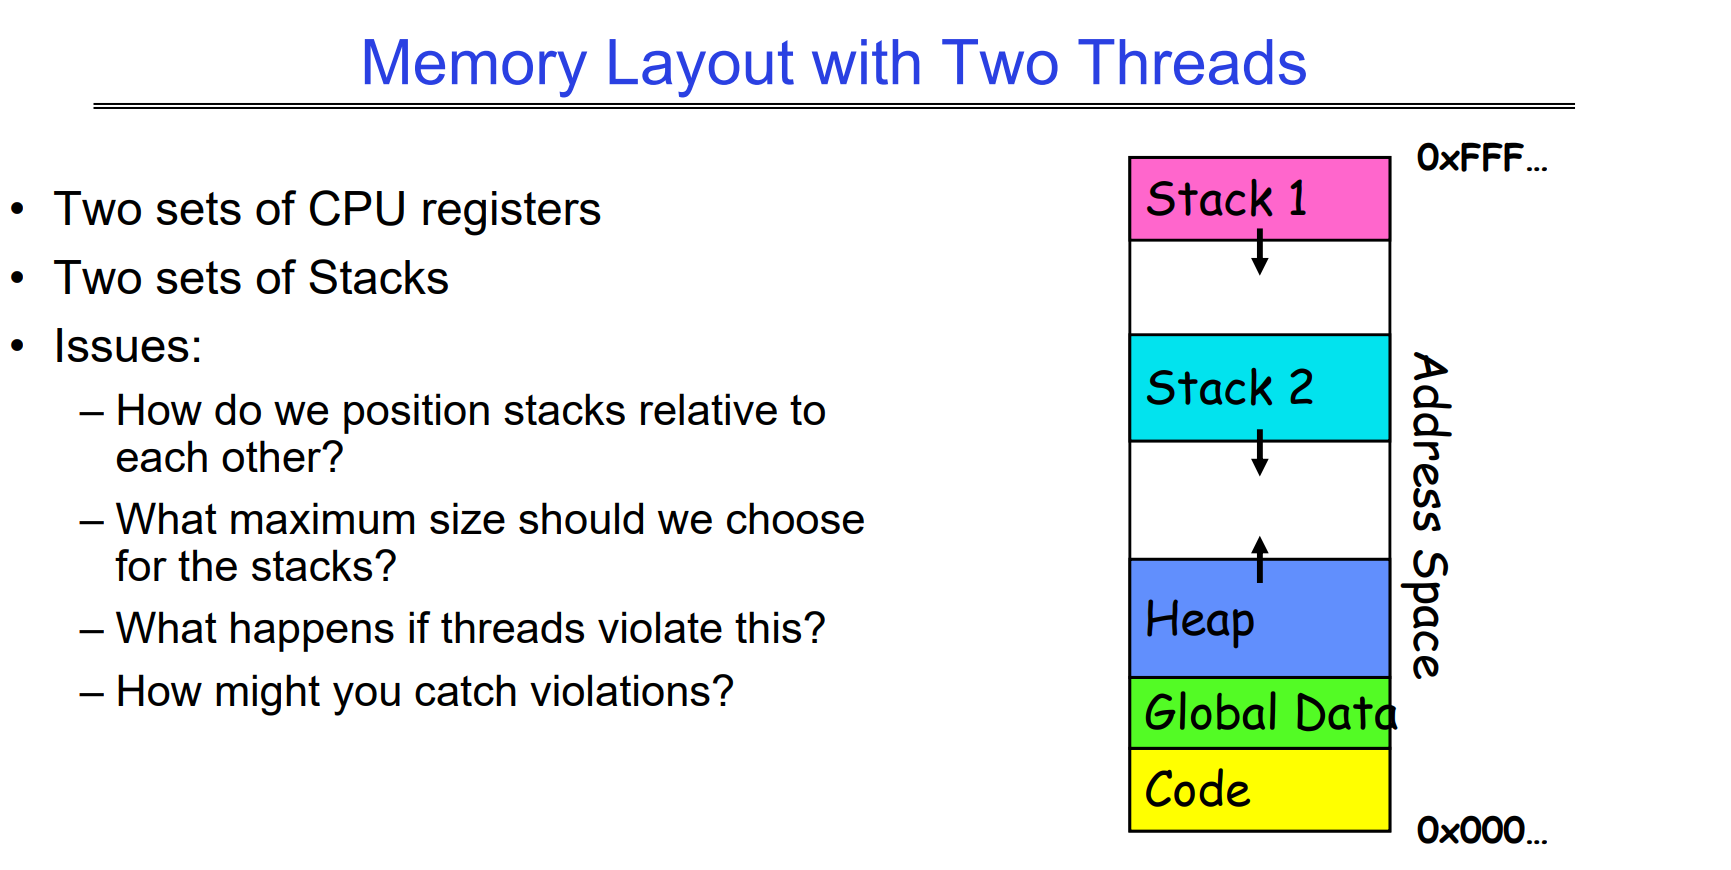 Memory Layout with Two Threads
• Two sets of CPU registers
• Two sets of Stacks
• Issues:
– How do we position stacks relative to
each other?
– What maximum size should we choose
for the stacks?
– What happens if threads violate this?
– How might you catch violations?
0xFFF…
Stack 1
Stack 2
Heap
Global Data
Code
0x000…
Address Space